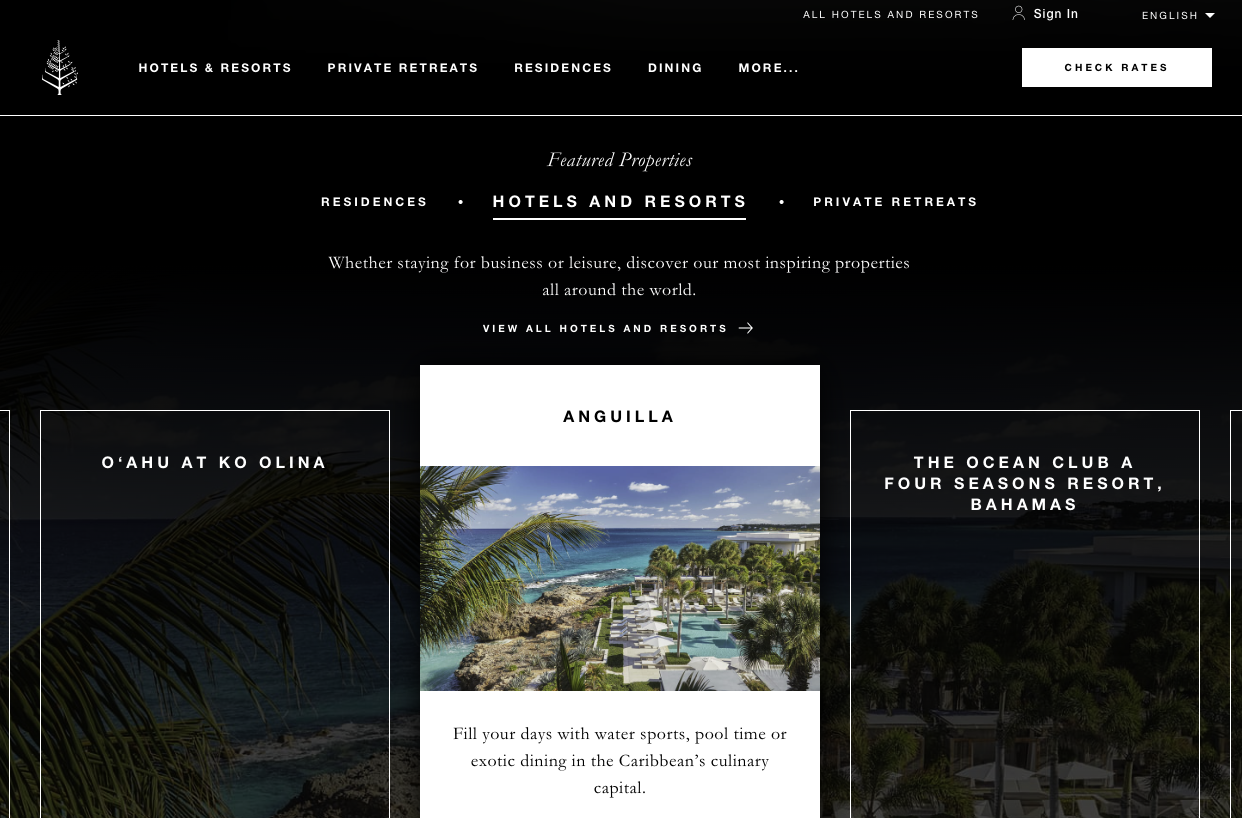 ALL HOTELS AND RESORTS
Sign In
ENGLISH
HOTELS & RESORTS
PRIVATE RETREATS
RESIDENCES
DINING
MORE...
CHECK RATES
Featured Properties
RESIDENCES • HOTELS AND RESORTS • PRIVATE RETREATS
Whether staying for business or leisure, discover our most inspiring properties
all around the world.
VIEW ALL HOTELS AND RESORTS
O‘AHU AT KO OLINA
ANGUILLA
Fill your days with water sports, pool time or
exotic dining in the Caribbean’s culinary
capital.
THE OCEAN CLUB A
FOUR SEASONS RESORT,
BAHAMAS